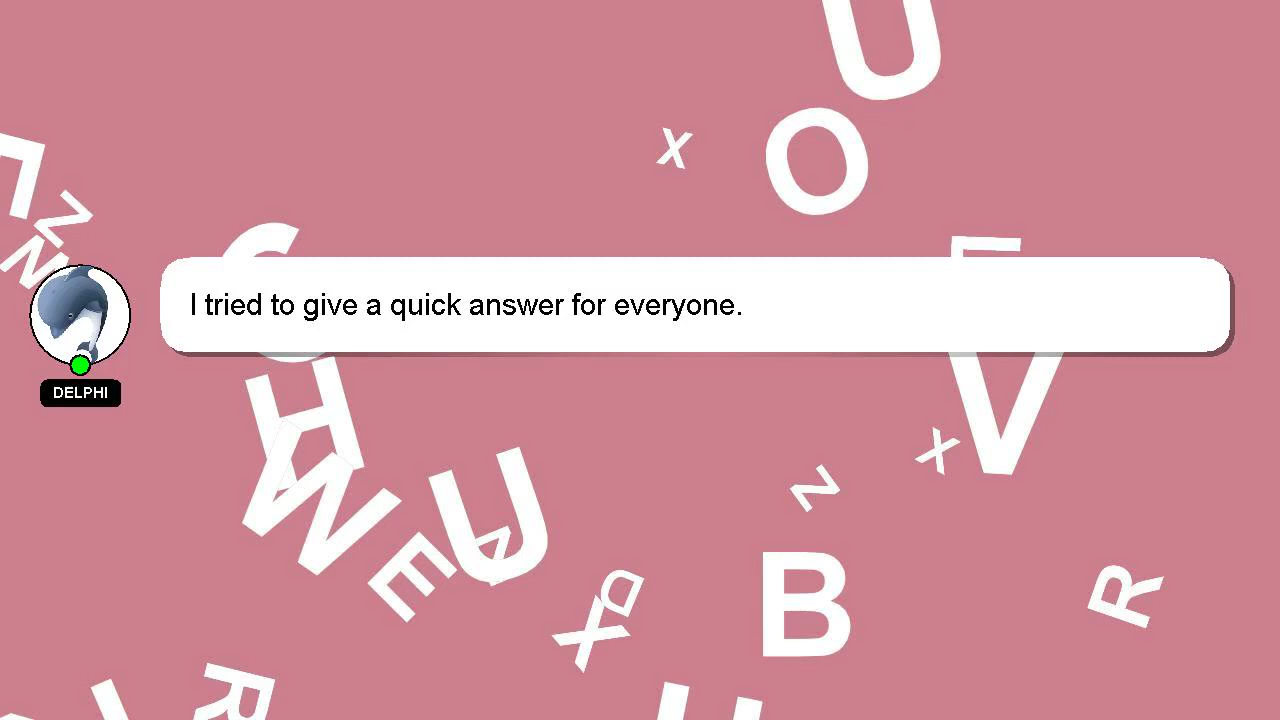 I tried to give a quick answer for everyone.
DELPHI
U
O
X
Z
N
C
H
W
E
U
Z
D
X
B
N
X
V
R
R